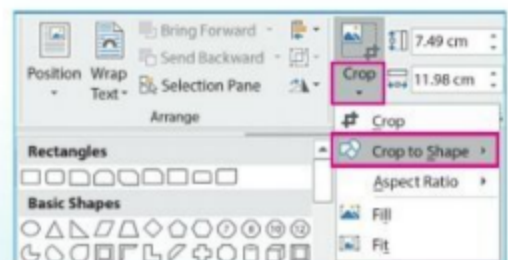 Bring Forward
Send Backward
Position Wrap Text
Selection Pane
Arrange
Crop
7.49 cm
11.98 cm
Crop
Crop to Shape
Aspect Ratio
Fill
Fit
Rectangles
Basic Shapes